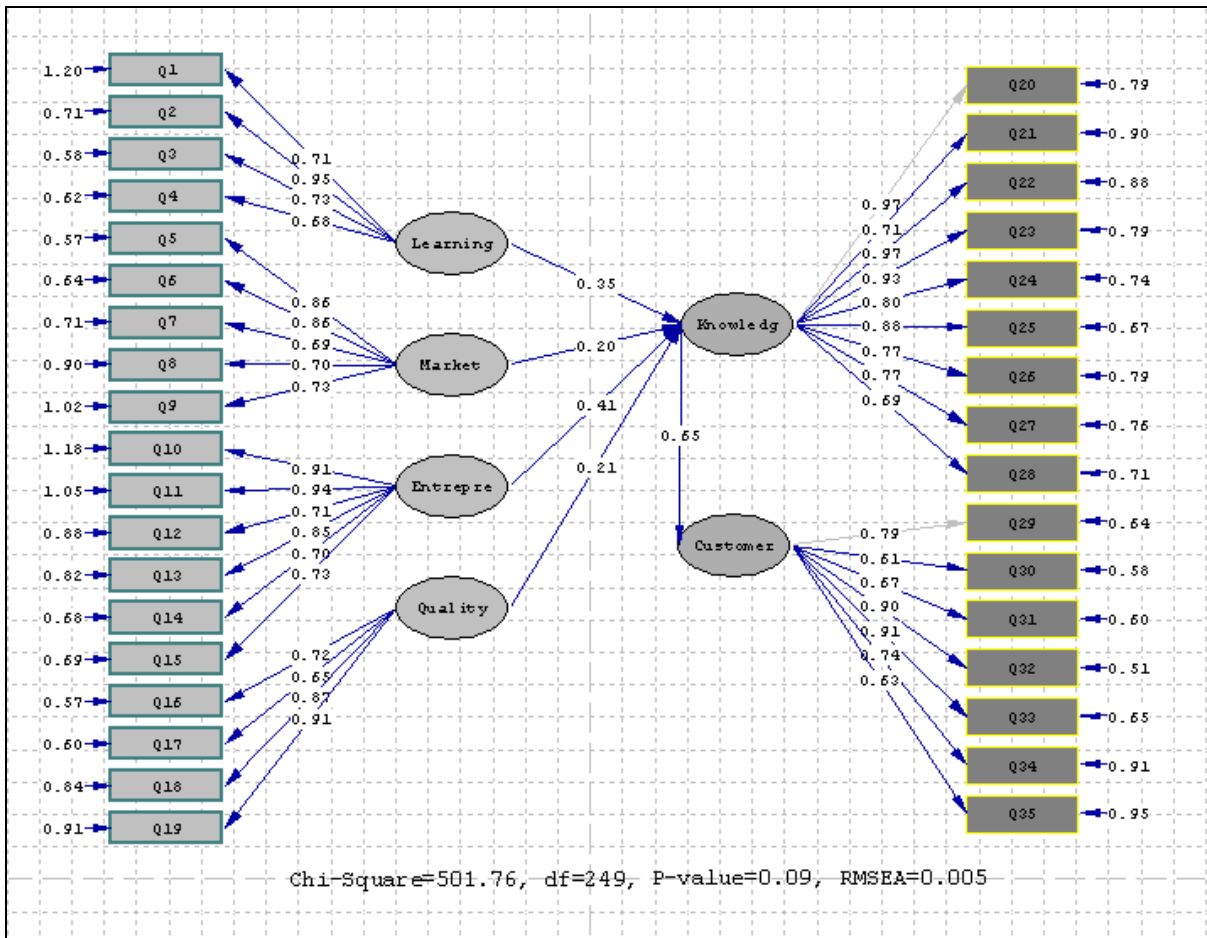 1.20 Q1
0.71 Q2
0.58 Q3
0.62 Q4
0.57 Q5
0.64 Q6
0.71 Q7
0.90 Q8
1.02 Q9
1.18 Q10
1.05 Q11
0.88 Q12
0.82 Q13
0.68 Q14
0.69 Q15
0.57 Q16
0.60 Q17
0.84 Q18
0.91 Q19
0.71
0.95
0.73
0.68
0.86
0.86
0.69
0.70
0.73
0.91
0.94
0.71
0.85
0.70
0.73
0.72
0.65
0.87
0.91
Learning
Market
Entrepre
Quality
0.35
0.20
0.41
0.21
Knowledg
0.65
Customer
0.97
0.71
0.97
0.93
0.80
0.88
0.77
0.77
0.69
0.79
0.61
0.67
0.90
0.91
0.74
0.63
Q20 0.79
Q21 0.90
Q22 0.88
Q23 0.79
Q24 0.74
Q25 0.67
Q26 0.79
Q27 0.76
Q28 0.71
Q29 0.64
Q30 0.58
Q31 0.60
Q32 0.51
Q33 0.65
Q34 0.91
Q35 0.95
Chi-Square=501.76, df=249, P-value=0.09, RMSEA=0.005